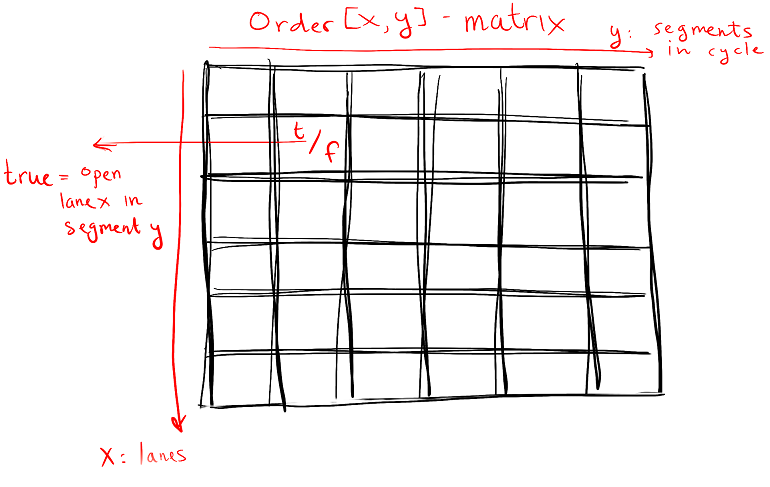 Order [x,y] - matrix
y: segments
in cycle
t/f
true = open
lane x in
segment y
X: lanes